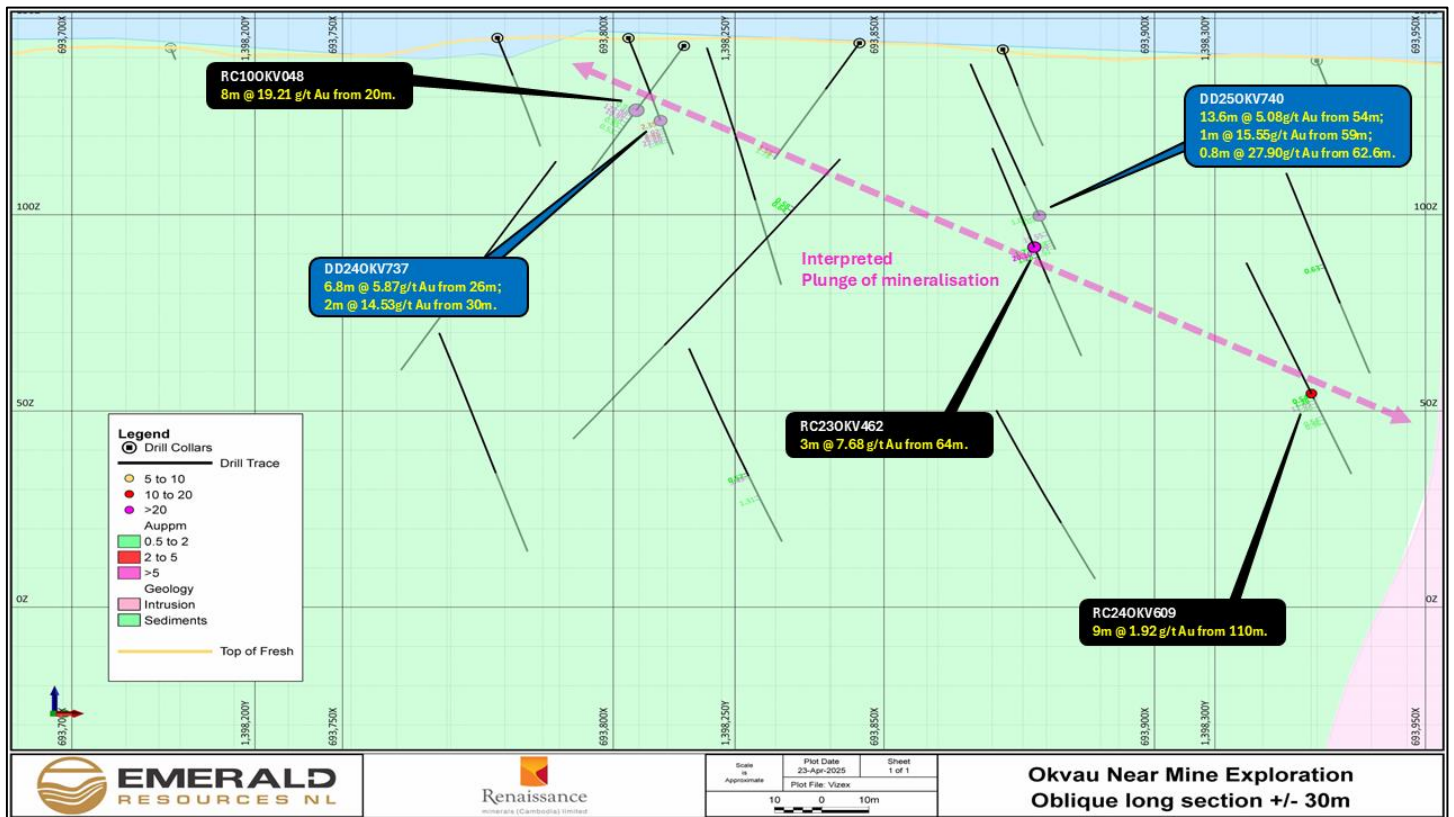 693,700X
1,398,200Y
693,750X
693,800X
1,398,250Y
693,850X
693,900X
1,398,300Y
693,950X
RC10OKV048
8m @ 19.21 g/t Au from 20m.
DD25OKV740
13.6m @ 5.08g/t Au from 54m;
1m @ 15.55g/t Au from 59m;
0.8m @ 27.90g/t Au from 62.6m.
100Z
100Z
Interpreted
Plunge of mineralisation
DD24OKV737
6.8m @ 5.87g/t Au from 26m;
2m @ 14.53g/t Au from 30m.
50Z
50Z
RC23OKV462
3m @ 7.68 g/t Au from 64m.
Legend
Drill Collars
Drill Trace
5 to 10
10 to 20
>20
Auppm
0.5 to 2
2 to 5
>5
Geology
Intrusion
Sediments
Top of Fresh
0Z
0Z
RC24OKV609
9m @ 1.92 g/t Au from 110m.
1,398,200Y
693,750X
693,800X
1,398,250Y
693,850X
693,900X
1,398,300Y
693,950X
EMERALD
RESOURCES NL
Renaissance
minerals (Cambodia) limited
Scale
is
Approximate
Plot Date
23-Apr-2025
Sheet
1 of 1
Plot File: Vizex
10 0 10m
Okvau Near Mine Exploration
Oblique long section +/- 30m